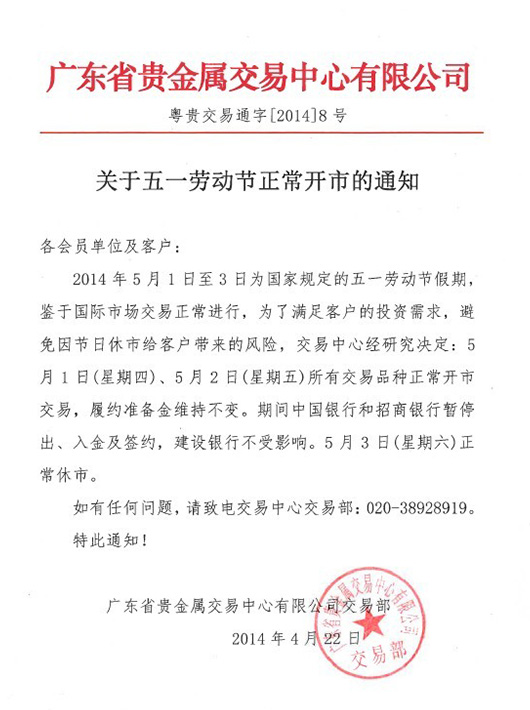 广东省贵金属交易中心有限公司
粤贵交易通字[2014]8 号
关于五一劳动节正常开市的通知
各会员单位及客户：
2014 年 5 月 1 日至 3 日为国家规定的五一劳动节假期，
鉴于国际市场交易正常进行，为了满足客户的投资需求，避
免因节日休市给客户带来的风险，交易中心经研究决定：5
月 1 日(星期四)、5 月 2 日(星期五)所有交易品种正常开市
交易，履约准备金维持不变。期间中国银行和招商银行暂停
出、入金及签约，建设银行不受影响。5 月 3 日(星期六)正
常休市。
如有任何问题，请致电交易中心交易部：020-38928919。
特此通知！
广东省贵金属交易中心有限公司交易部
2014 年 4 月 22 日
广东省贵金属交易中心有限公司
交易部